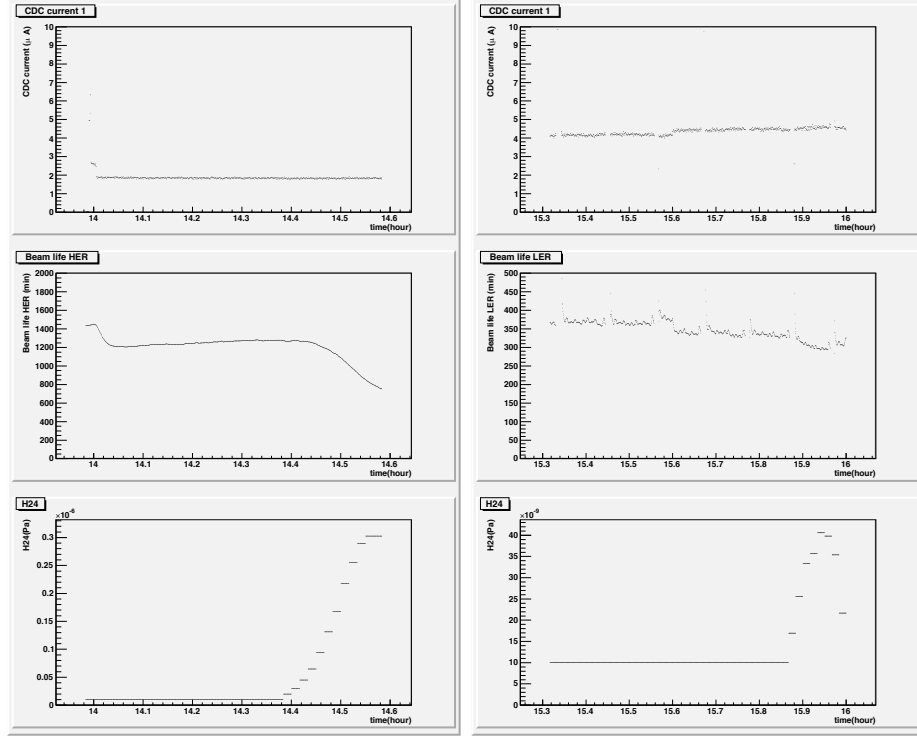 CDC current 1
CDC current (μ A)
10
9
8
7
6
5
4
3
2
1
0
14 14.1 14.2 14.3 14.4 14.5 14.6
time(hour)
CDC current 1
CDC current (μ A)
10
9
8
7
6
5
4
3
2
1
0
15.3 15.4 15.5 15.6 15.7 15.8 15.9 16
time(hour)
Beam life HER
Beam life HER (min)
2000
1800
1600
1400
1200
1000
800
600
400
200
0
14 14.1 14.2 14.3 14.4 14.5 14.6
time(hour)
Beam life LER
Beam life LER (min)
500
450
400
350
300
250
200
150
100
50
0
15.3 15.4 15.5 15.6 15.7 15.8 15.9 16
time(hour)
H24
×10⁻⁶
H24(Pa)
0.3
0.25
0.2
0.15
0.1
0.05
0
14 14.1 14.2 14.3 14.4 14.5 14.6
time(hour)
H24
×10⁻⁹
H24(Pa)
40
35
30
25
20
15
10
5
0
15.3 15.4 15.5 15.6 15.7 15.8 15.9 16
time(hour)